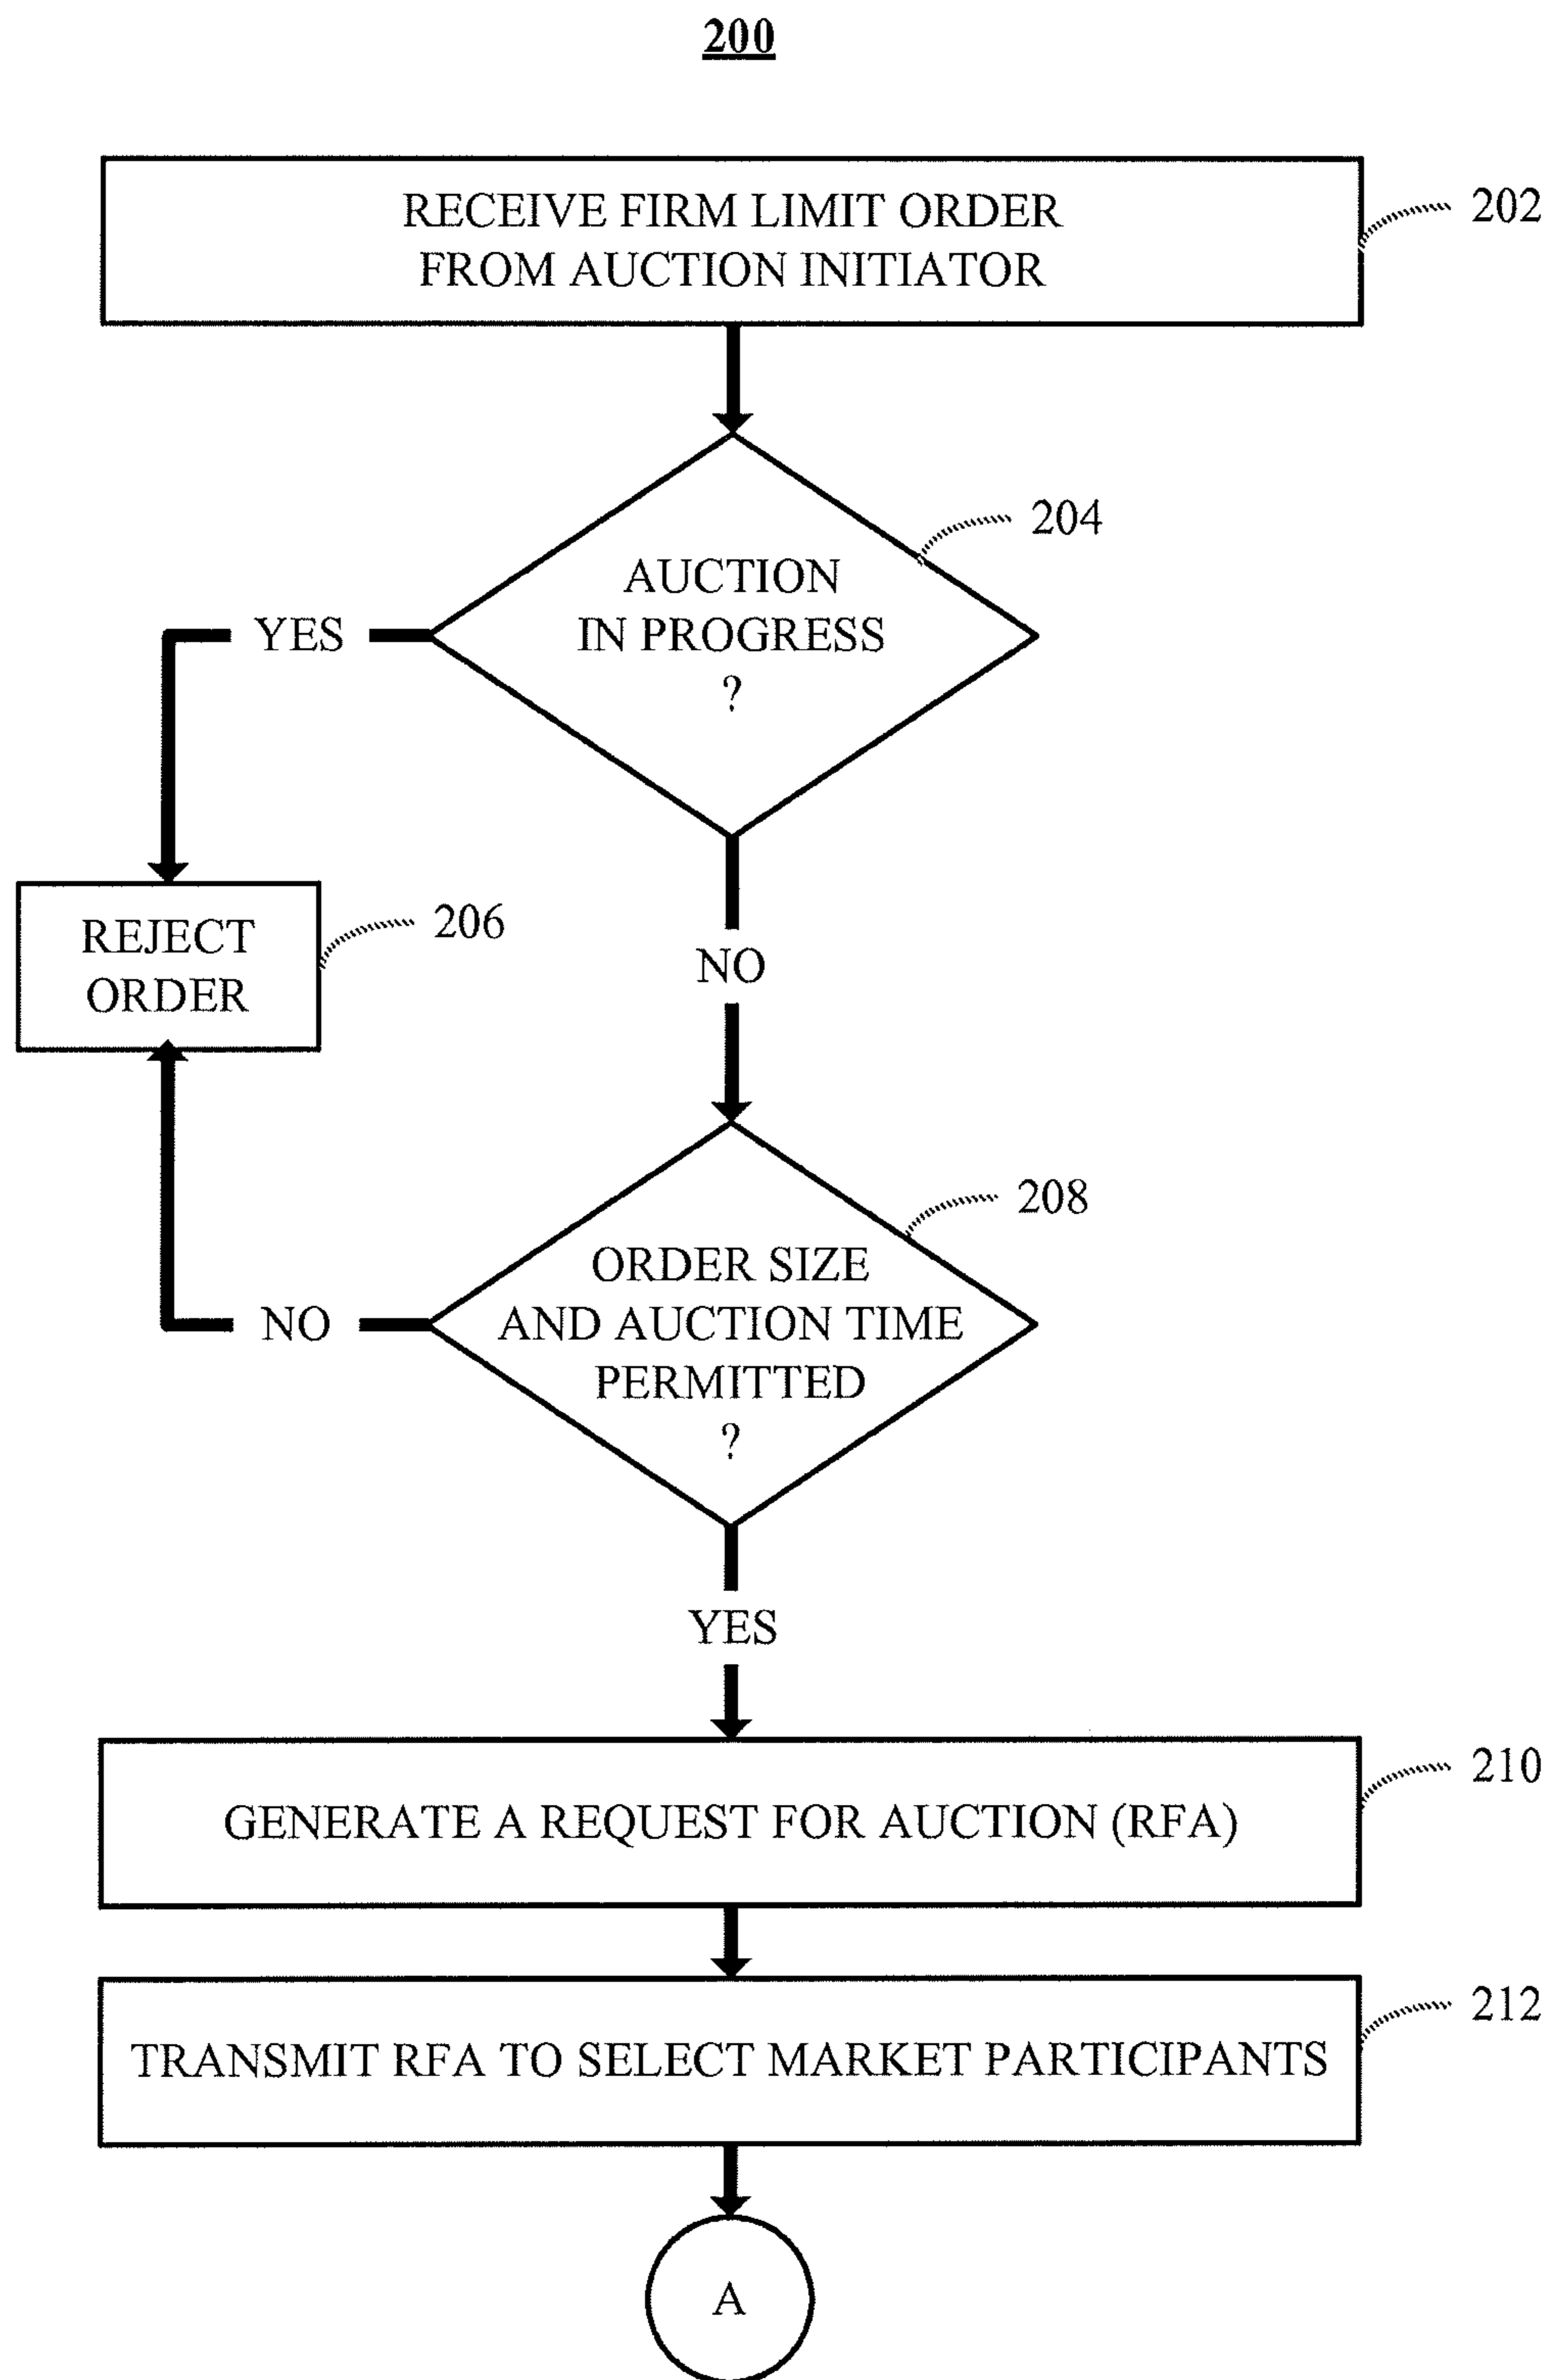 200
RECEIVE FIRM LIMIT ORDER
FROM AUCTION INITIATOR
202
204
AUCTION
IN PROGRESS
?
YES
REJECT
ORDER
206
NO
208
ORDER SIZE
AND AUCTION TIME
PERMITTED
?
NO
YES
210
GENERATE A REQUEST FOR AUCTION (RFA)
212
TRANSMIT RFA TO SELECT MARKET PARTICIPANTS
A